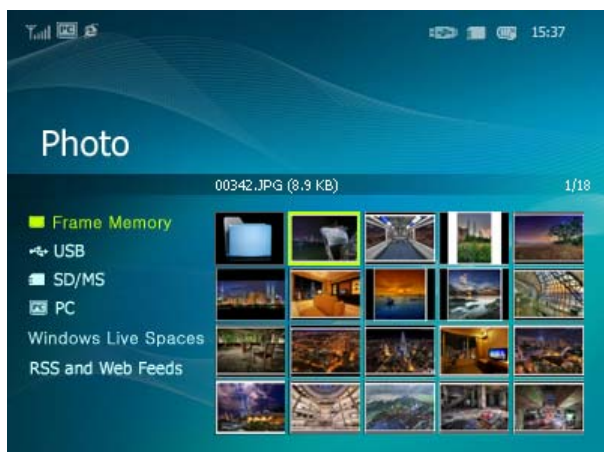 PC
15:37
Photo
00342.JPG (8.9 KB)
1/18
Frame Memory
USB
SD/MS
PC
Windows Live Spaces
RSS and Web Feeds